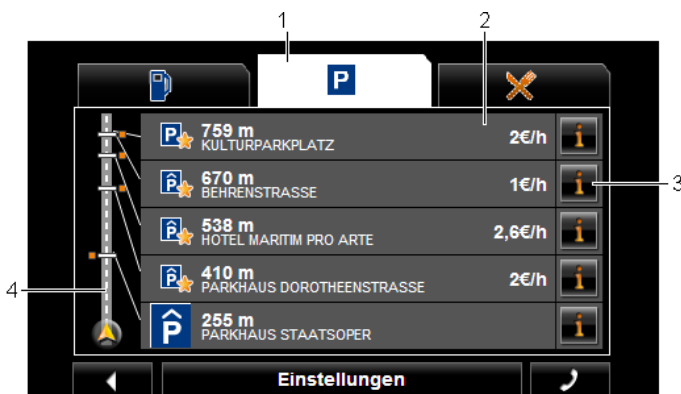 1
2
P
P
759 m
KULTURPARKPLATZ
2€/h
i
P
670 m
BEHRENSTRASSE
1€/h
i
3
P
538 m
HOTEL MARITIM PRO ARTE
2,6€/h
i
P
410 m
PARKHAUS DOROTHEENSTRASSE
2€/h
i
4
P
255 m
PARKHAUS STAATSOPER
i
Einstellungen